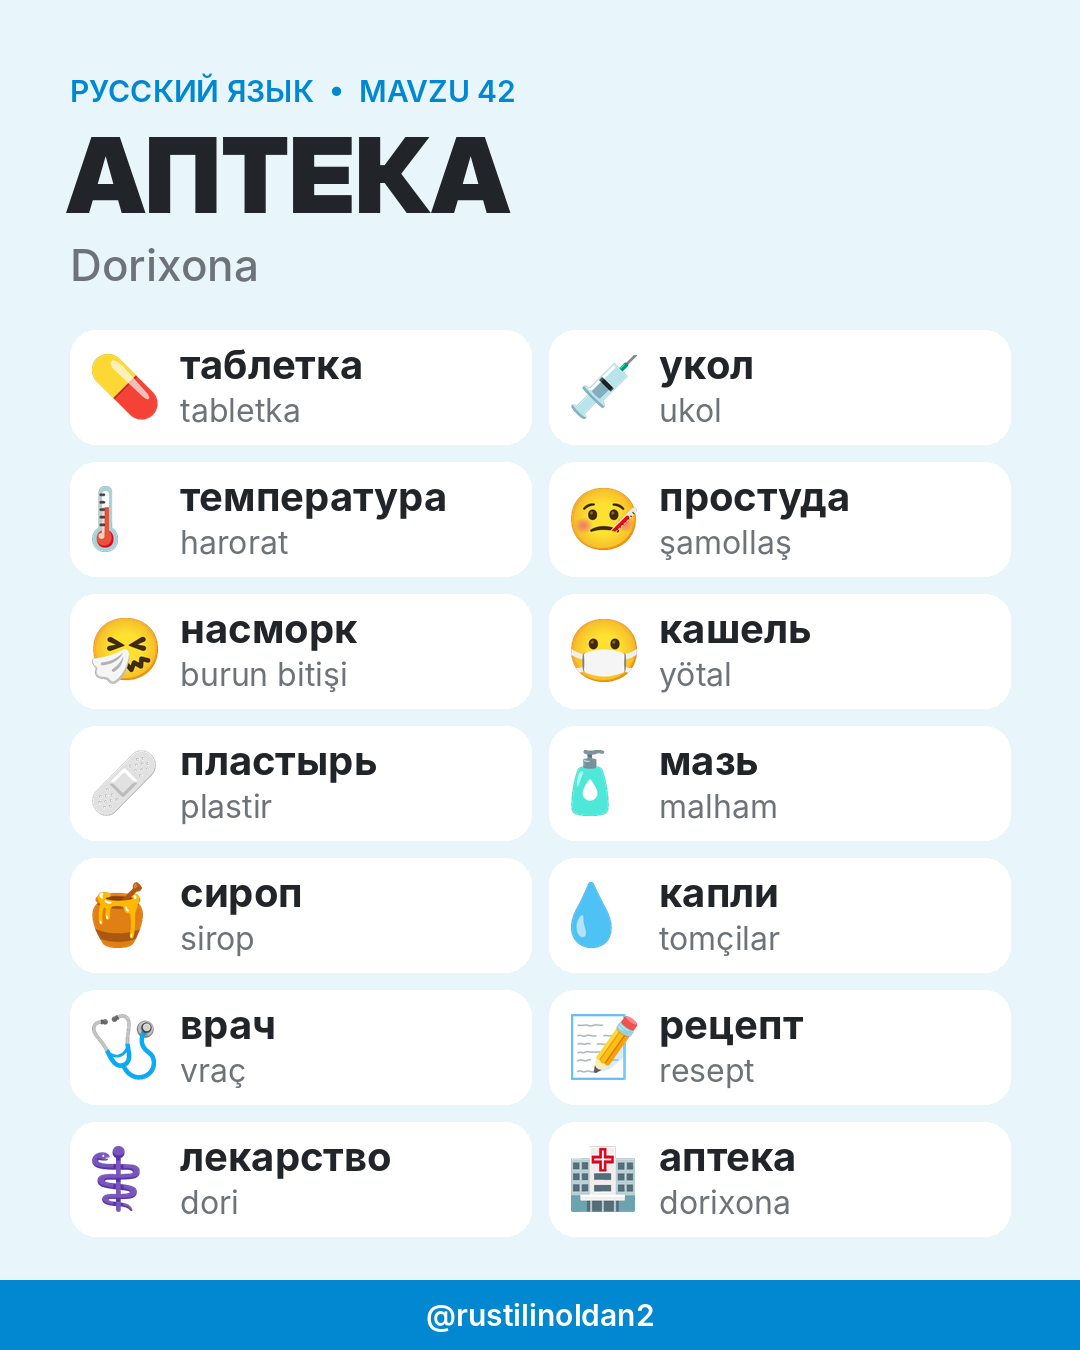 РУССКИЙ ЯЗЫК • MAVZU 42
АПТЕКА
Dorixona
таблетка
tabletka
укол
ukol
температура
harorat
простуда
şamollaş
насморк
burun bitişi
кашель
yötal
пластырь
plastir
мазь
malham
сироп
sirop
капли
tomçilar
врач
vraç
рецепт
resept
лекарство
dori
аптека
dorixona
@rustilinoldan2